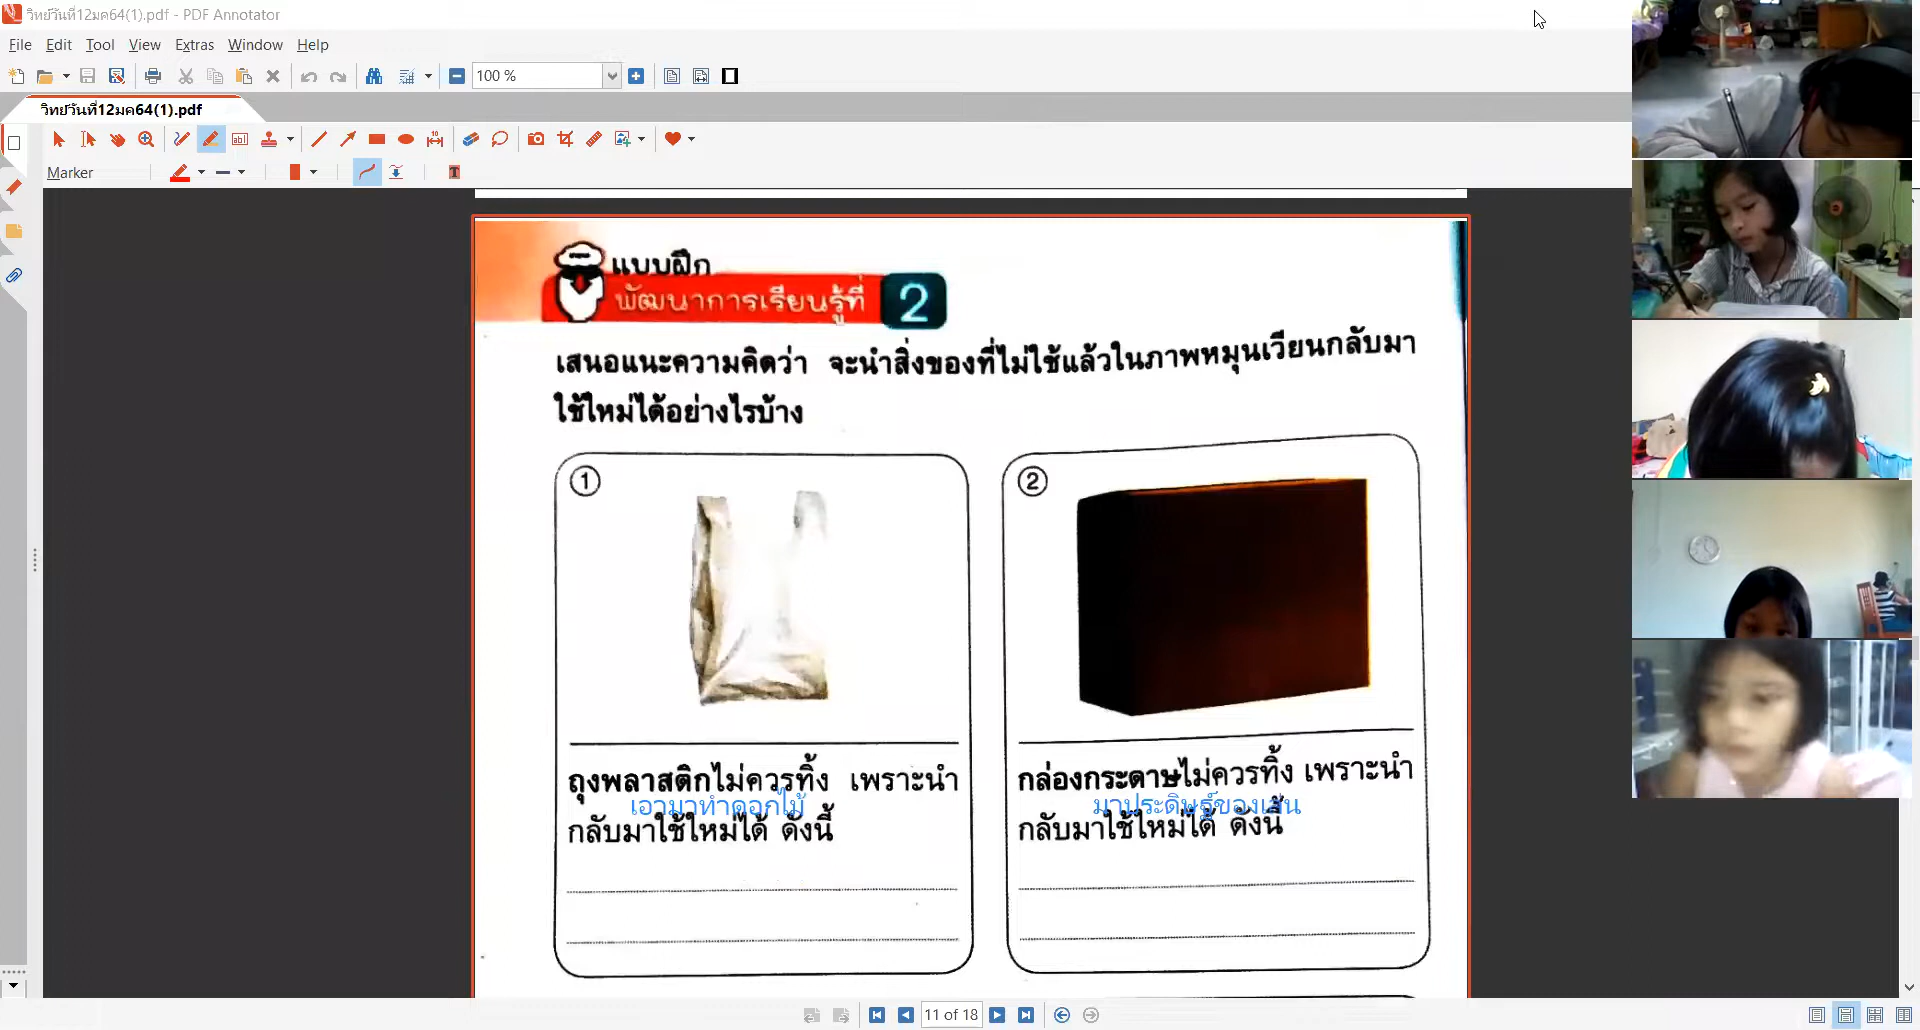 วิทย์วันที่12มค64(1).pdf - PDF Annotator
File Edit Tool View Extras Window Help
100 %
วิทย์วันที่12มค64(1).pdf
Marker
แบบฝึก
พัฒนาการเรียนรู้ที่ 2
เสนอแนะความคิดว่า จะนำสิ่งของที่ไม่ใช้แล้วในภาพหมุนเวียนกลับมา
ใช้ใหม่ได้อย่างไรบ้าง
1
ถุงพลาสติกไม่ควรทิ้ง เพราะนำ
เอามาทำดอกไม้
กลับมาใช้ใหม่ได้ ดังนี้
2
กล่องกระดาษไม่ควรทิ้ง เพราะนำ
มาประดิษฐ์ของเล่น
กลับมาใช้ใหม่ได้ ดังนี้
11 of 18